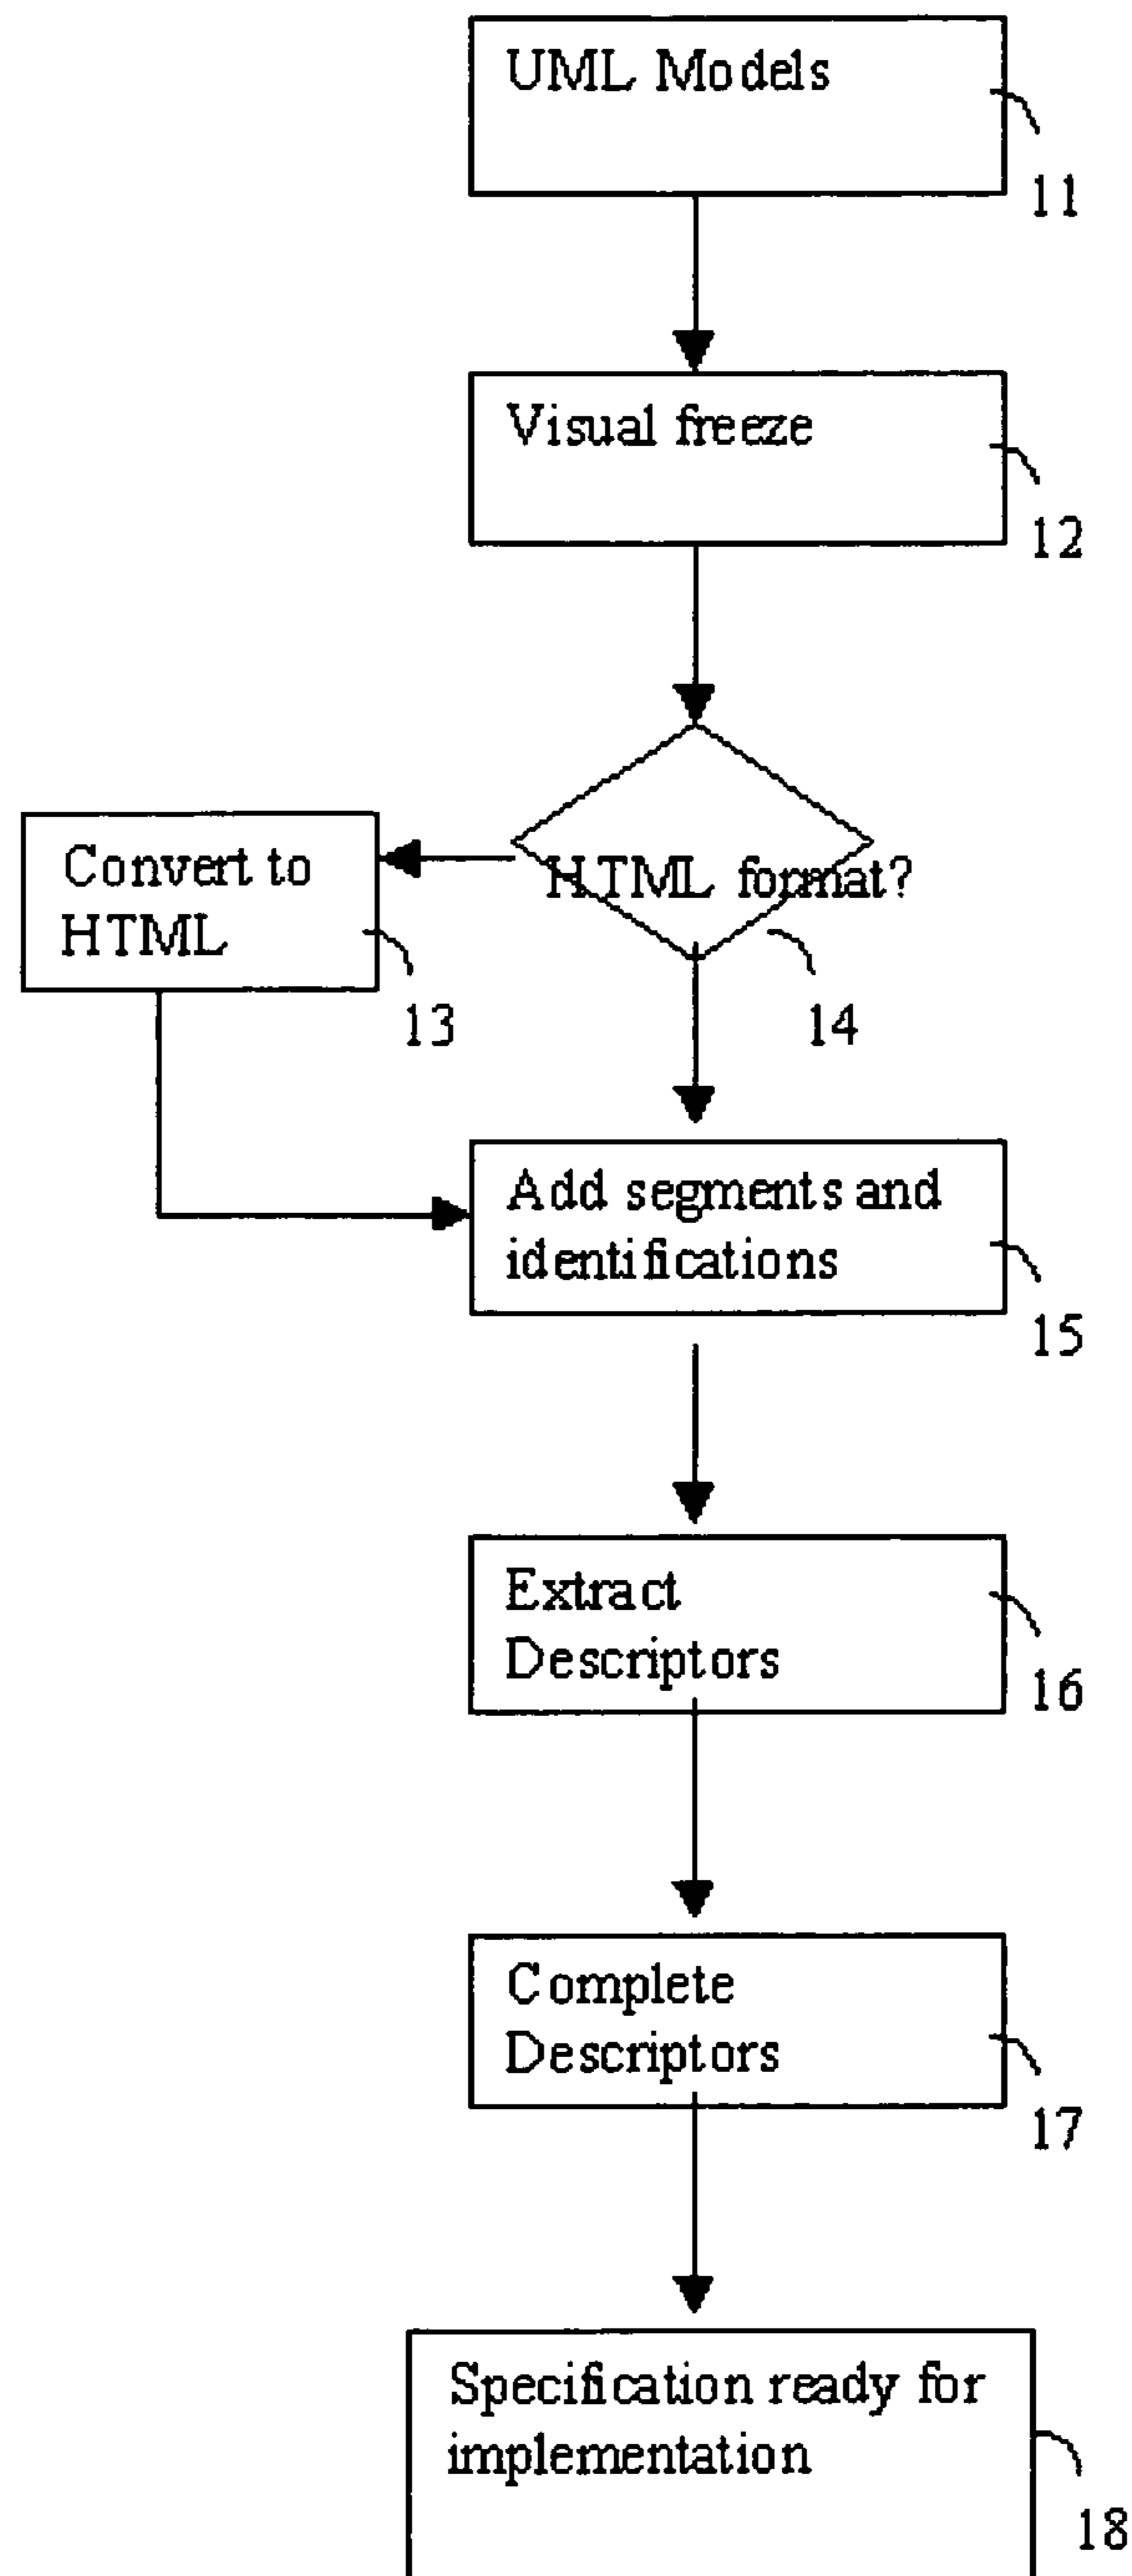 UML Models
11
Visual freeze
12
HTML format?
14
Convert to
HTML
13
Add segments and
identifications
15
Extract
Descriptors
16
Complete
Descriptors
17
Specification ready for
implementation
18